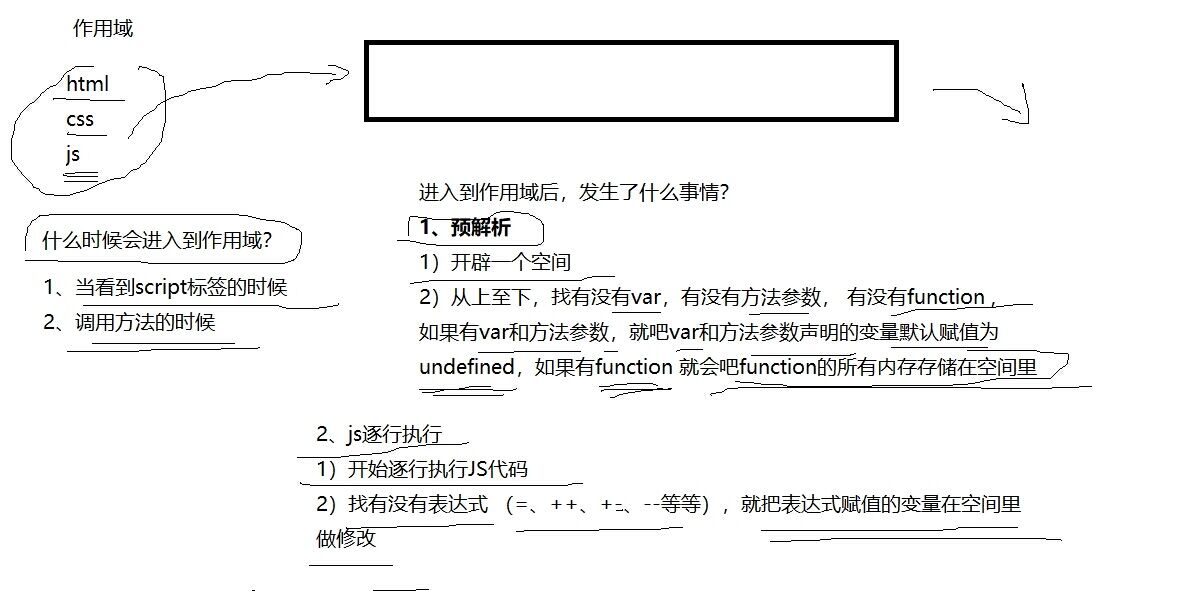 作用域
html
css
js
什么时候会进入到作用域？
1、当看到script标签的时候
2、调用方法的时候
进入到作用域后，发生了什么事情？
1、预解析
1）开辟一个空间
2）从上至下，找有没有var，有没有方法参数， 有没有function ，
如果有var和方法参数，就吧var和方法参数声明的变量默认赋值为
undefined，如果有function 就会吧function的所有内存存储在空间里
2、js逐行执行
1）开始逐行执行JS代码
2）找有没有表达式 （=、++、+=、--等等），就把表达式赋值的变量在空间里
做修改